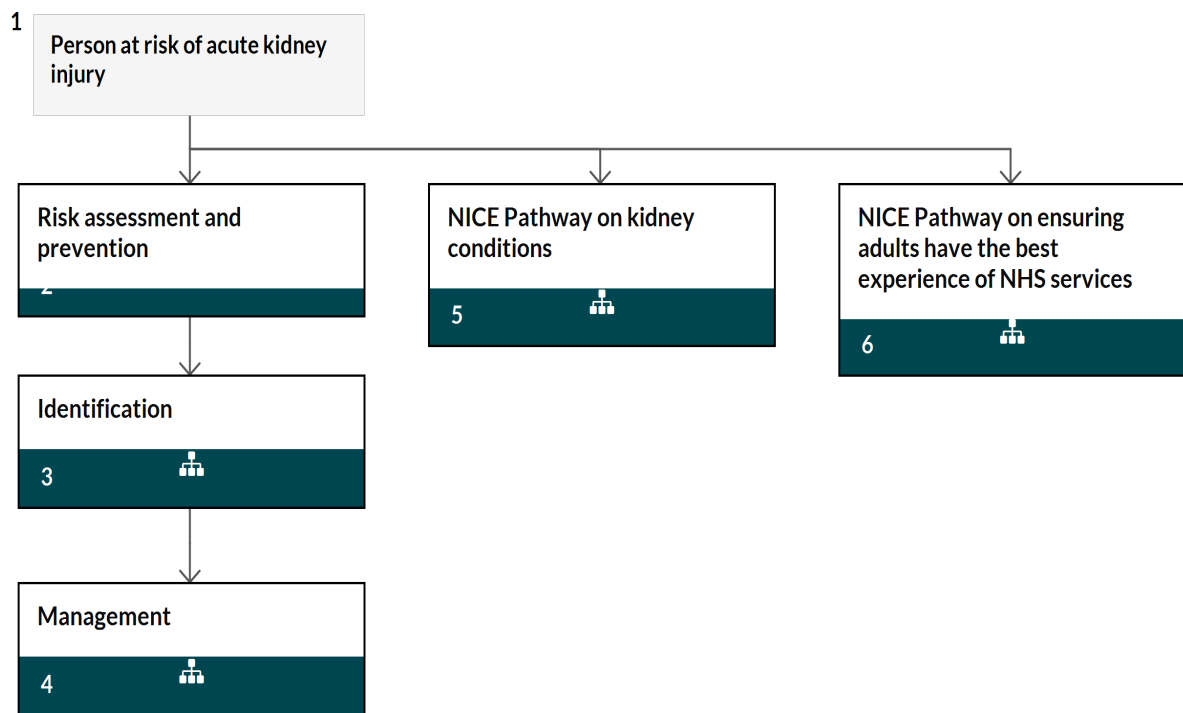 1
Person at risk of acute kidney
injury
Risk assessment and
prevention
2
Identification
3
Management
4
NICE Pathway on kidney
conditions
5
NICE Pathway on ensuring
adults have the best
experience of NHS services
6